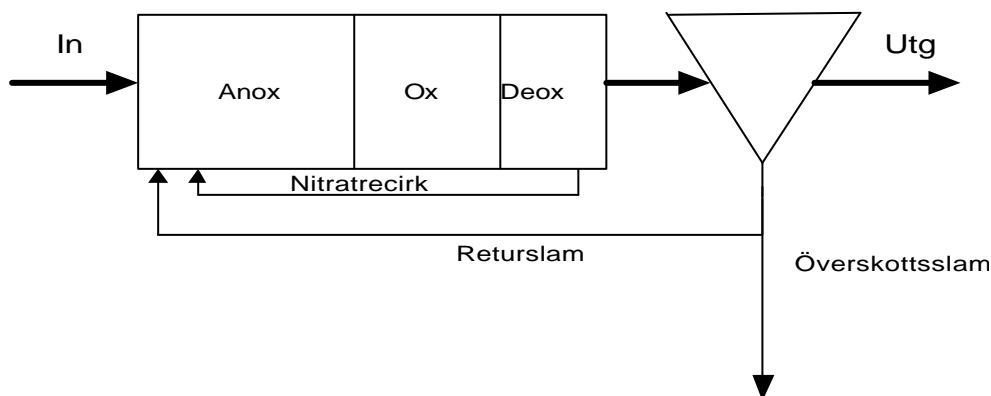 In
Utg
Anox
Ox
Deox
Nitratrecirk
Returslam
Överskottsslam